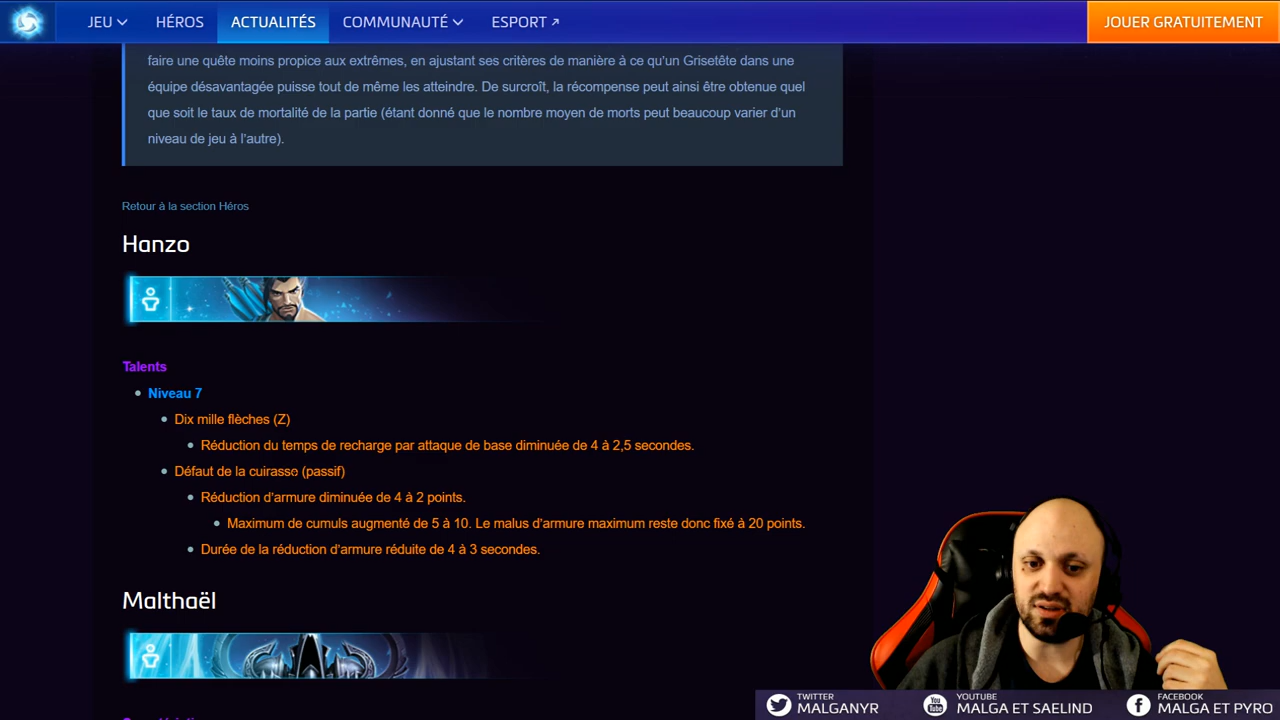 JEU
HÉROS
ACTUALITÉS
COMMUNAUTÉ
ESPORT
JOUER GRATUITEMENT
faire une quête moins propice aux extrêmes, en ajustant ses critères de manière à ce qu'un Grisetête dans une
équipe désavantagée puisse tout de même les atteindre. De surcroît, la récompense peut ainsi être obtenue quel
que soit le taux de mortalité de la partie (étant donné que le nombre moyen de morts peut beaucoup varier d'un
niveau de jeu à l'autre).
Retour à la section Héros
Hanzo
Talents
Niveau 7
Dix mille flèches (Z)
Réduction du temps de recharge par attaque de base diminuée de 4 à 2,5 secondes.
Défaut de la cuirasse (passif)
Réduction d'armure diminuée de 4 à 2 points.
Maximum de cumuls augmenté de 5 à 10. Le malus d'armure maximum reste donc fixé à 20 points.
Durée de la réduction d'armure réduite de 4 à 3 secondes.
Malthaël
TWITTER
MALGANYR
YOUTUBE
MALGA ET SAELIND
FACEBOOK
MALGA ET PYRO